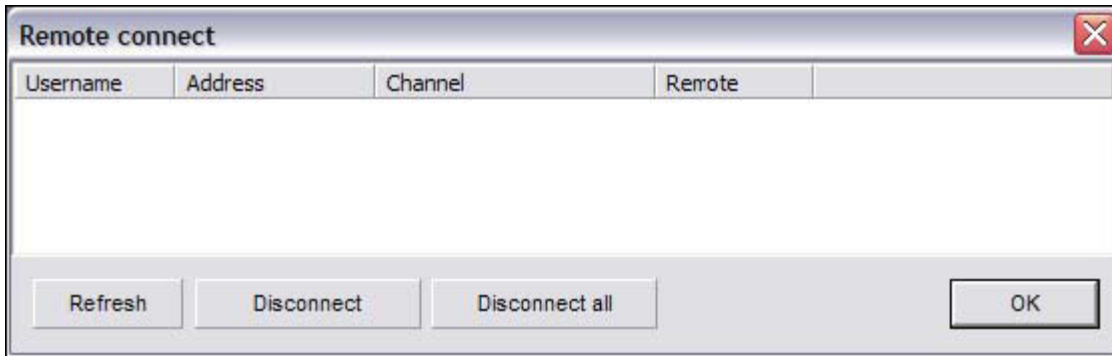 Remote connect
Username Address Channel Remote
Refresh Disconnect Disconnect all OK